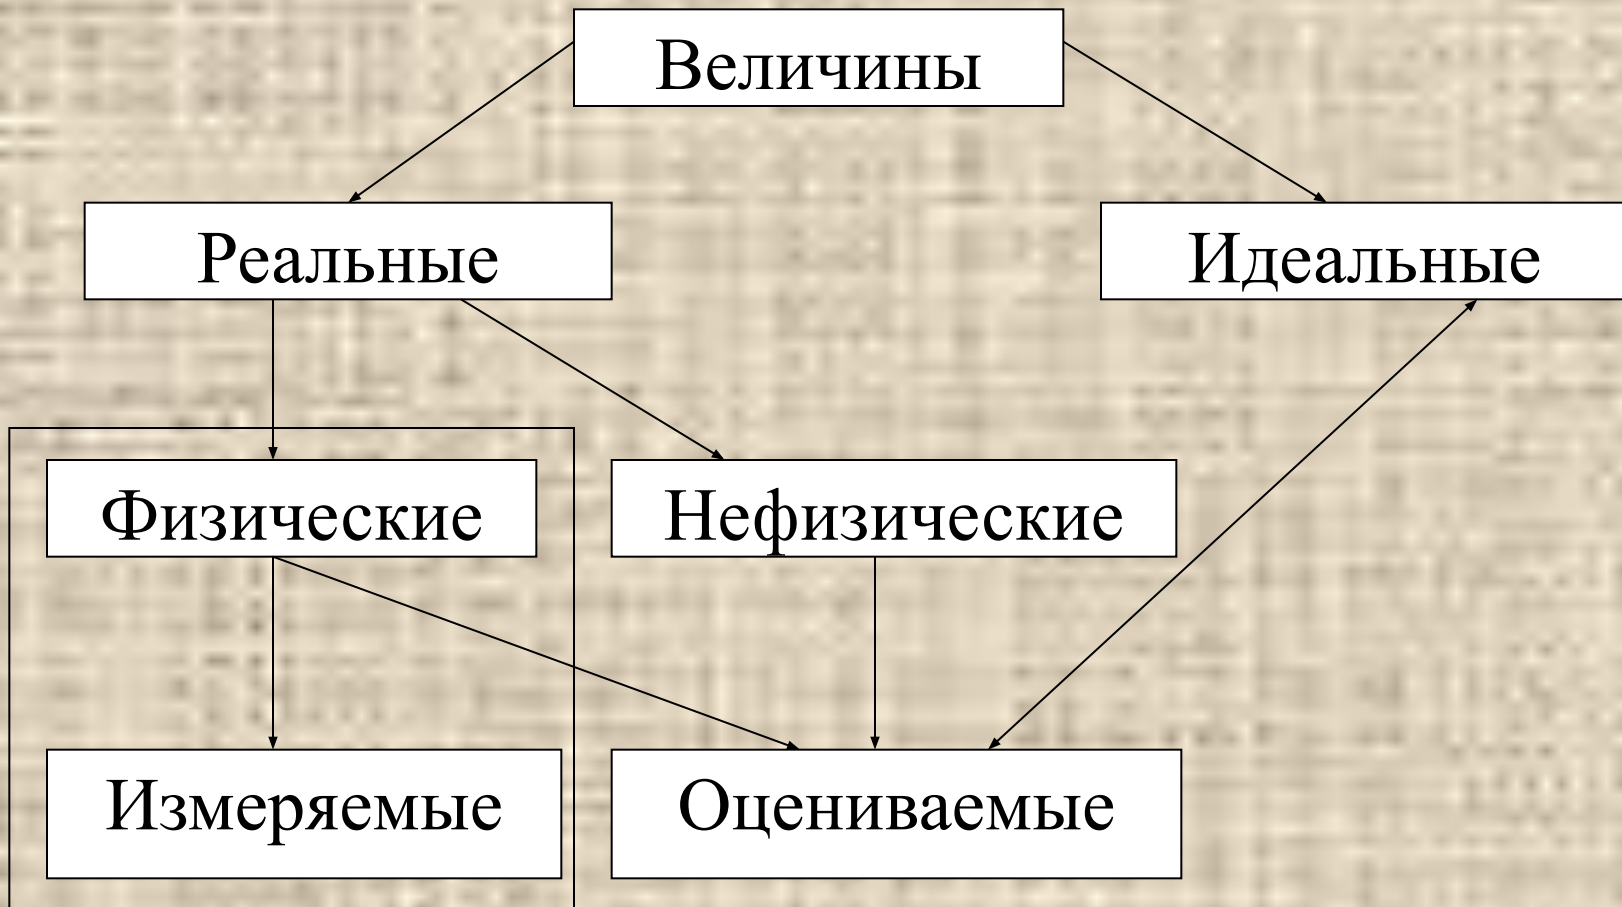 Величины
Реальные
Идеальные
Физические
Нефизические
Измеряемые
Оцениваемые